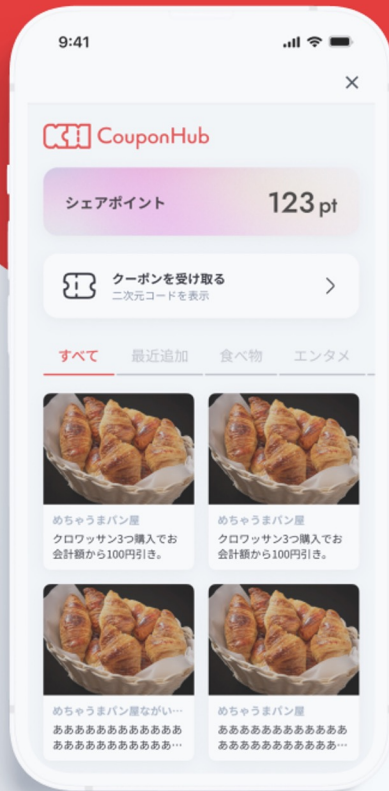 9:41
CouponHub
シェアポイント 123 pt
クーポンを受け取る
二次元コードを表示
すべて 最近追加 食べ物 エンタメ
めちゃうまパン屋
クロワッサン3つ購入でお
会計額から100円引き。
めちゃうまパン屋
クロワッサン3つ購入でお
会計額から100円引き。
めちゃうまパン屋ながい…
ああああああああああああ
あああああああああああ…
めちゃうまパン屋
ああああああああああああ
あああああああああああ…